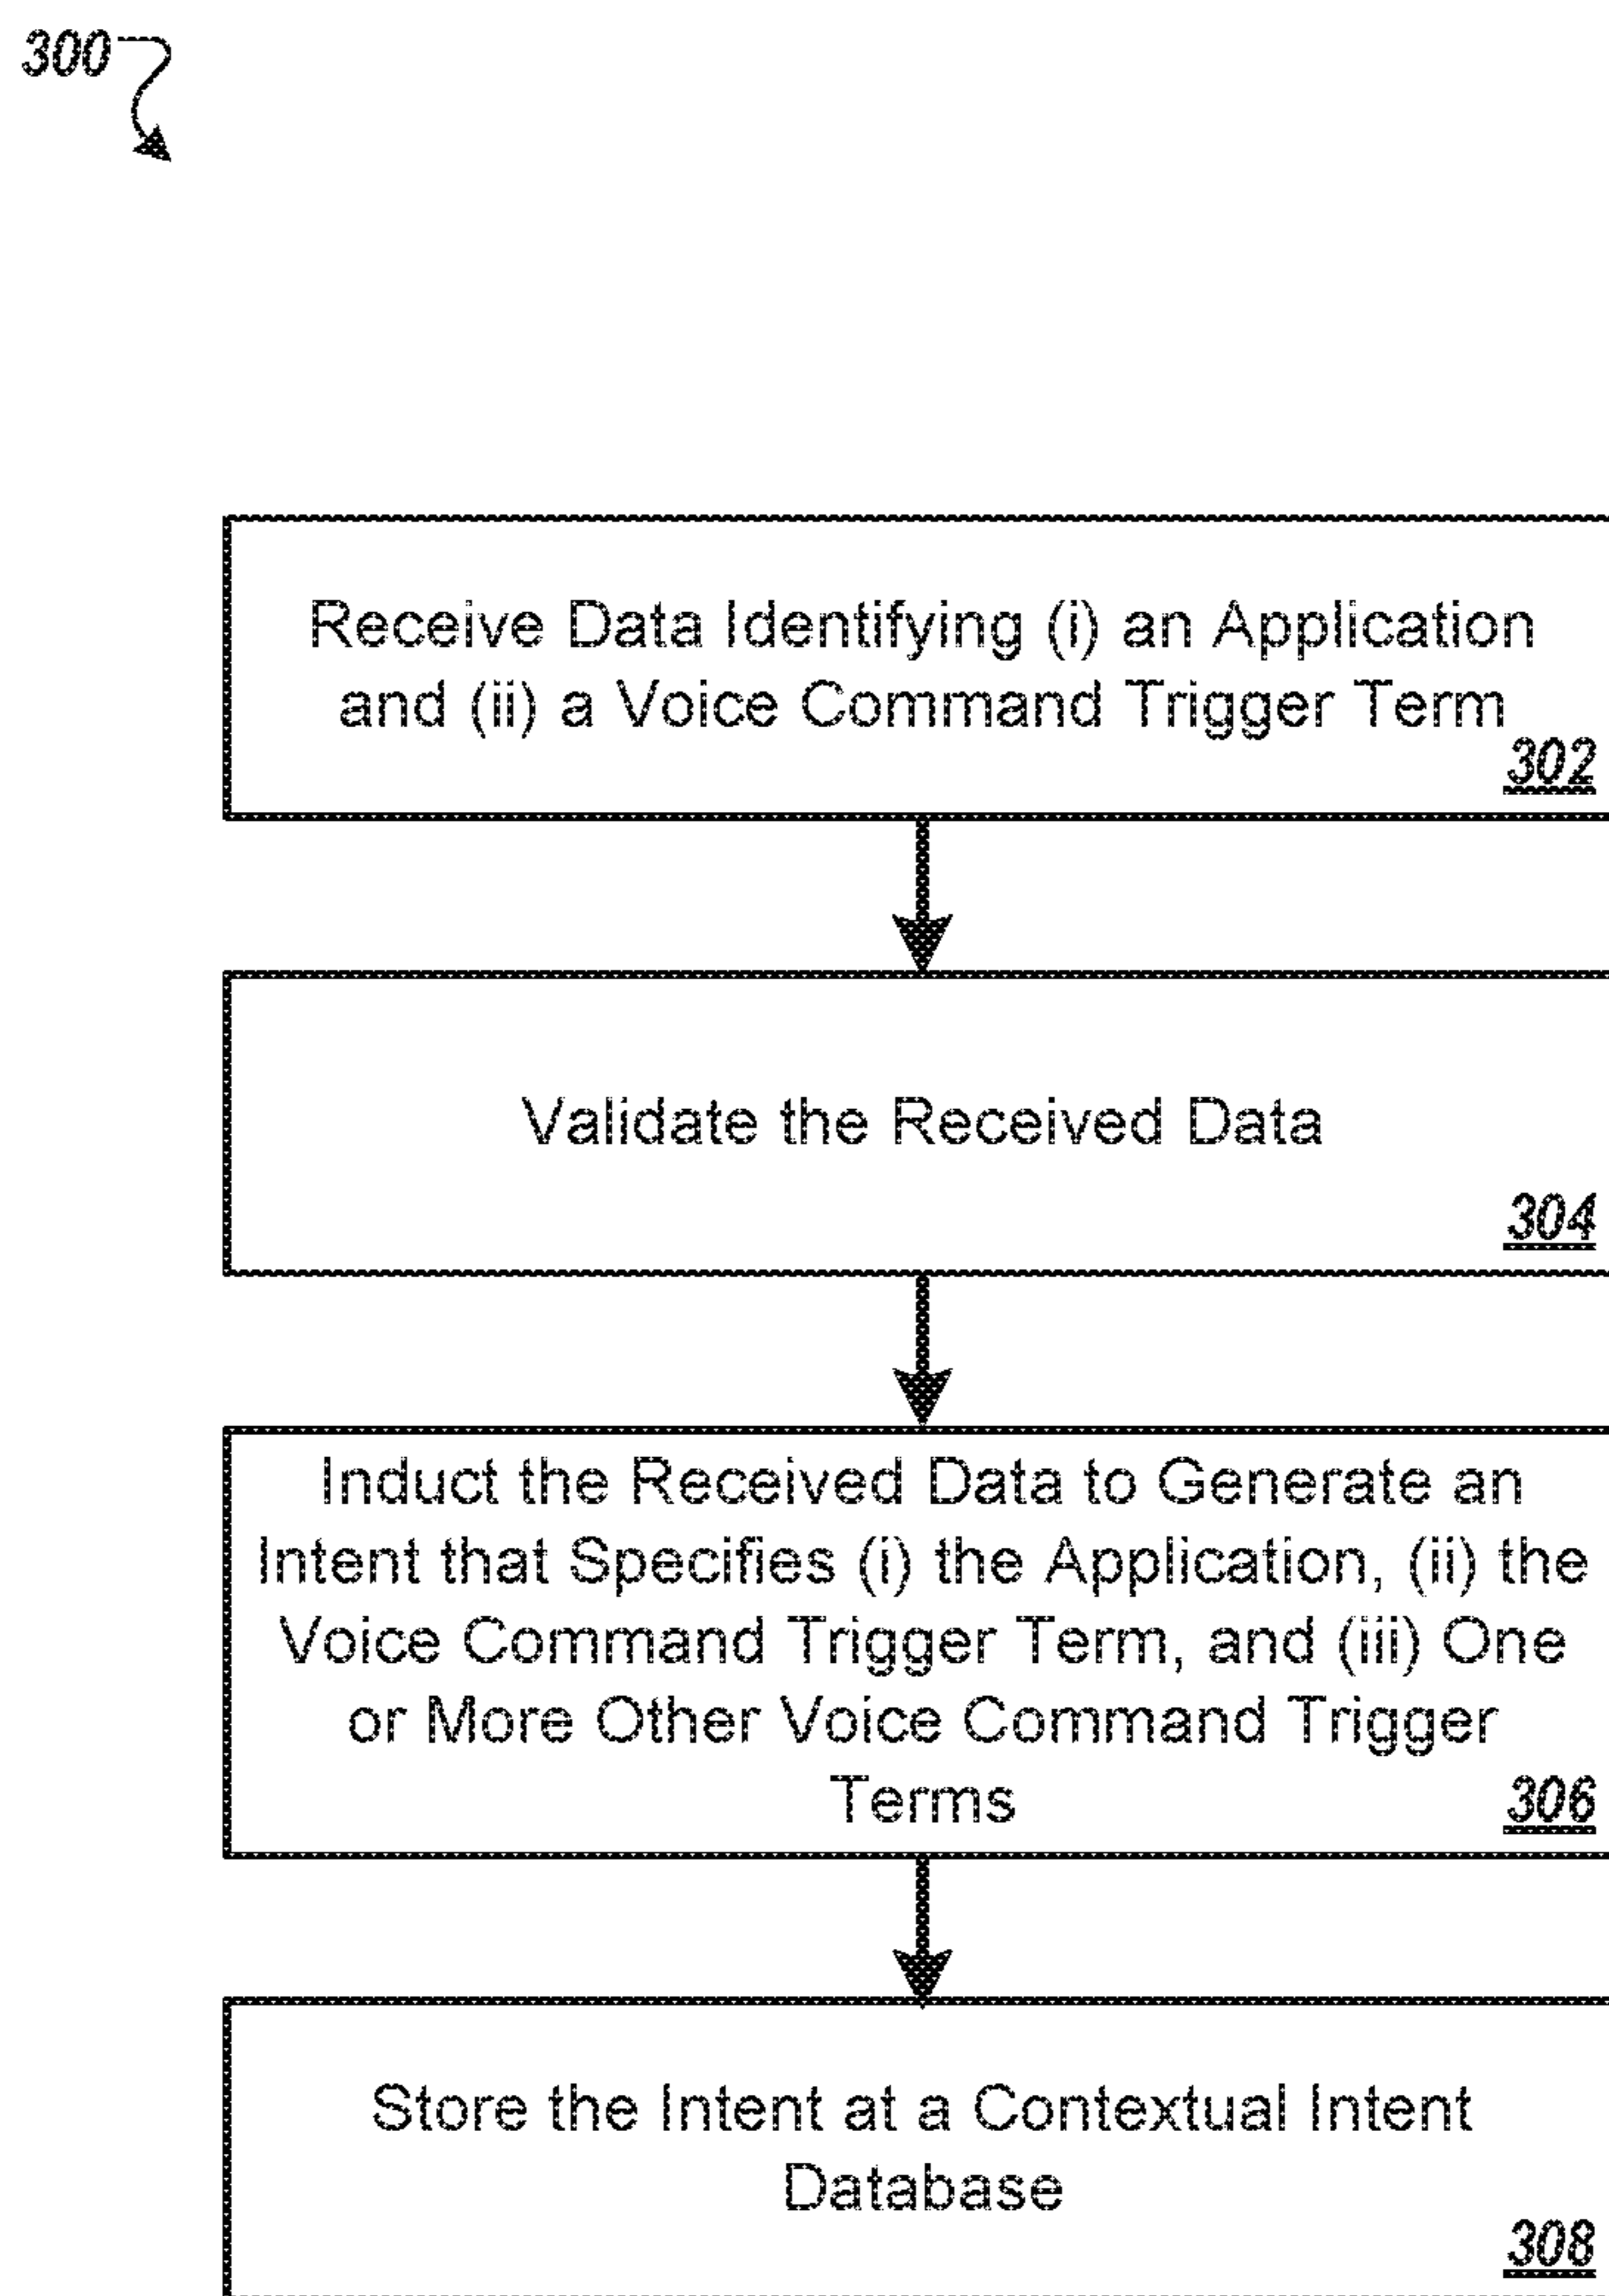 300
Receive Data Identifying (i) an Application
and (ii) a Voice Command Trigger Term
302
Validate the Received Data
304
Induct the Received Data to Generate an
Intent that Specifies (i) the Application, (ii) the
Voice Command Trigger Term, and (iii) One
or More Other Voice Command Trigger
Terms
306
Store the Intent at a Contextual Intent
Database
308